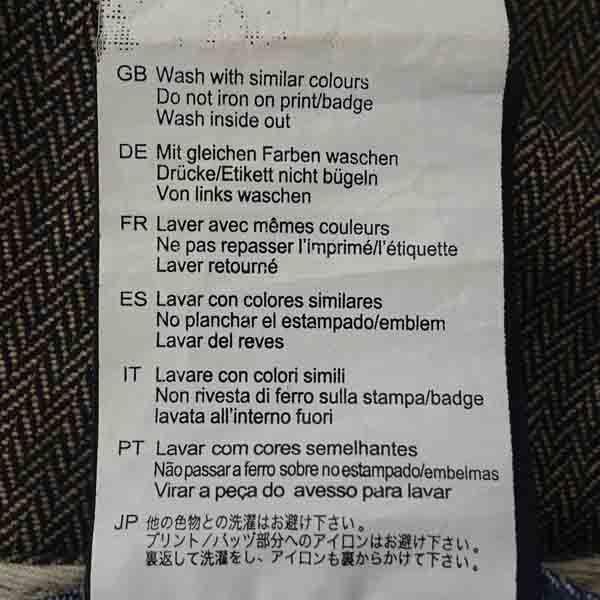 GB Wash with similar colours
Do not iron on print/badge
Wash inside out
DE Mit gleichen Farben waschen
Drücke/Etikett nicht bügeln
Von links waschen
FR Laver avec mêmes couleurs
Ne pas repasser l'imprimé/l'étiquette
Laver retourné
ES Lavar con colores similares
No planchar el estampado/emblem
Lavar del reves
IT Lavare con colori simili
Non rivesta di ferro sulla stampa/badge
lavata all'interno fuori
PT Lavar com cores semelhantes
Não passar a ferro sobre no estampado/embelmas
Virar a peça do avesso para lavar
JP 他の色物との洗濯はお避け下さい。
プリント/バッヅ部分へのアイロンはお避け下さい。
裏返して洗濯をし、アイロンも裏からかけて下さい。